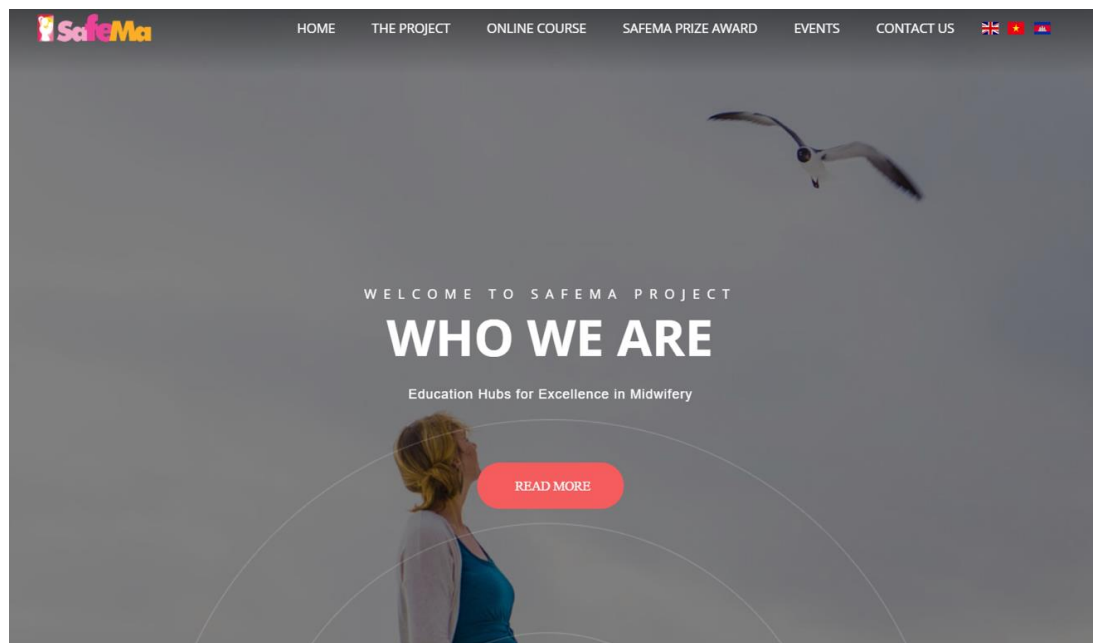 SafeMa
HOME THE PROJECT ONLINE COURSE SAFEMA PRIZE AWARD EVENTS CONTACT US
WELCOME TO SAFEMA PROJECT
WHO WE ARE
Education Hubs for Excellence in Midwifery
READ MORE